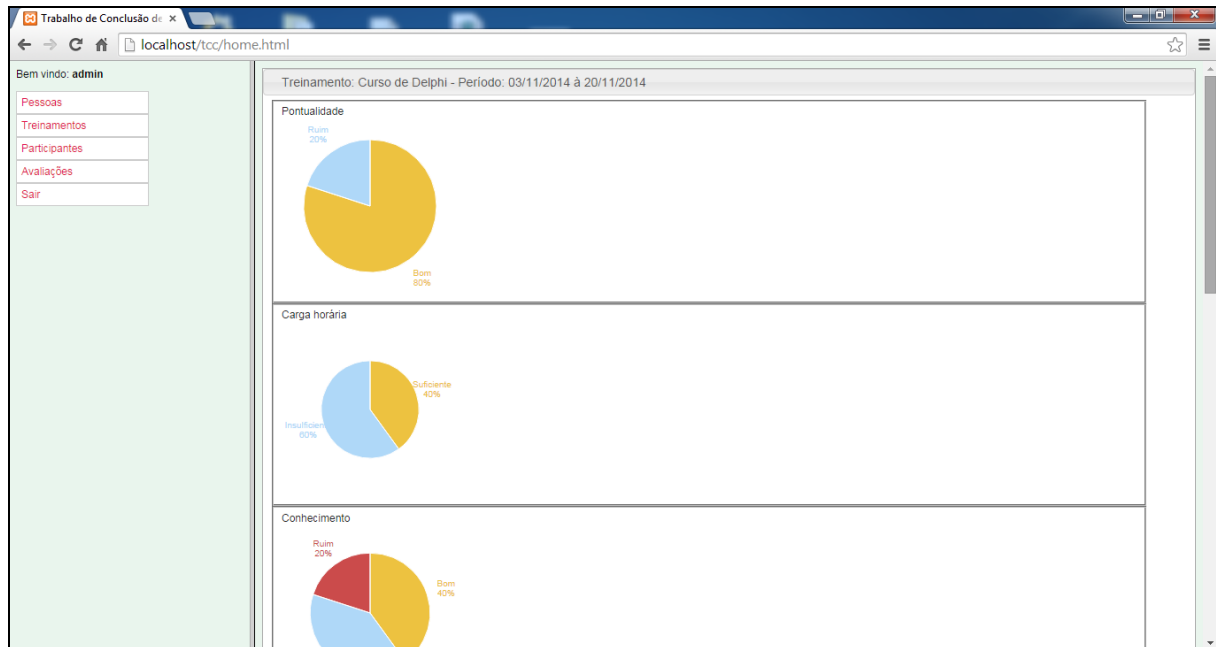 Trabalho de Conclusão de
localhost/tcc/home.html
Bem vindo: admin
Pessoas
Treinamentos
Participantes
Avaliações
Sair
Treinamento: Curso de Delphi - Período: 03/11/2014 à 20/11/2014
Pontualidade
Ruim
20%
Bom
80%
Carga horária
Suficiente
40%
Insulficien
60%
Conhecimento
Ruim
20%
Bom
40%